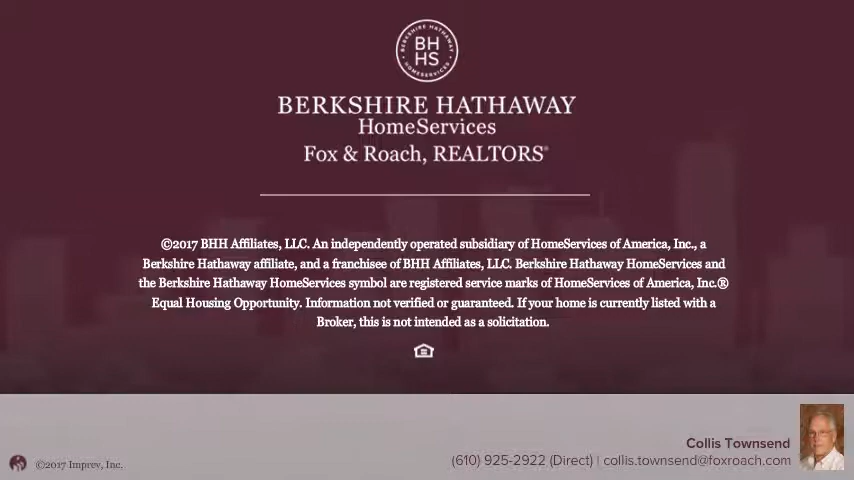 BERKSHIRE HATHAWAY
HOMESERVICES
BH
HS
BERKSHIRE HATHAWAY
HomeServices
Fox & Roach, REALTORS®
©2017 BHH Affiliates, LLC. An independently operated subsidiary of HomeServices of America, Inc., a
Berkshire Hathaway affiliate, and a franchisee of BHH Affiliates, LLC. Berkshire Hathaway HomeServices and
the Berkshire Hathaway HomeServices symbol are registered service marks of HomeServices of America, Inc.®
Equal Housing Opportunity. Information not verified or guaranteed. If your home is currently listed with a
Broker, this is not intended as a solicitation.
Collis Townsend
(610) 925-2922 (Direct) | collis.townsend@foxroach.com
©2017 Imprev, Inc.